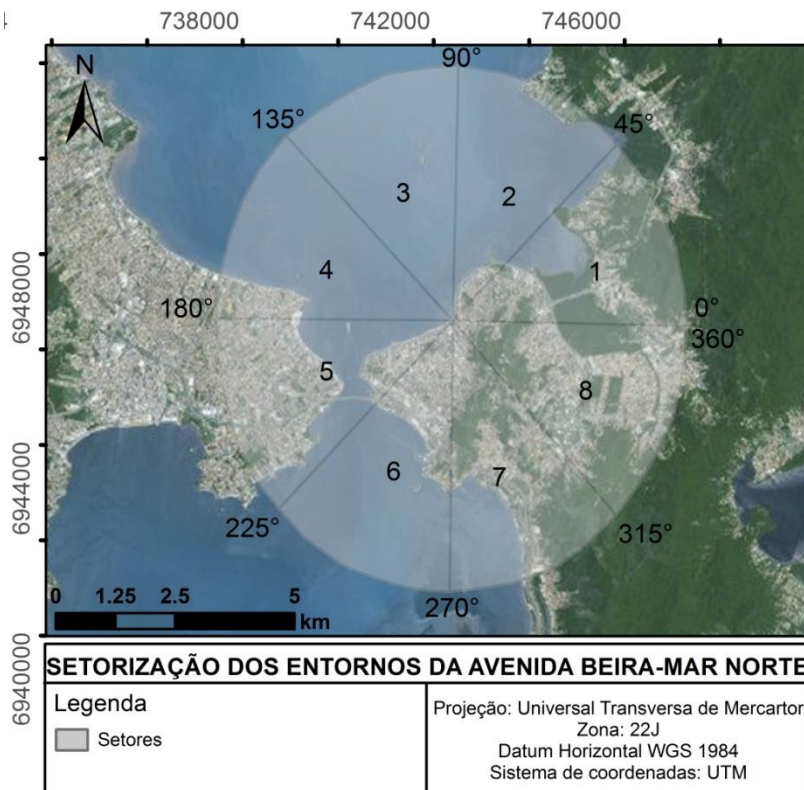 738000 742000 746000
90°
N
45°
135°
3
2
4
1
6948000
180°
0°
360°
5
8
6
7
6944000
225°
315°
270°
0 1.25 2.5 5
km
6940000
SETORIZAÇÃO DOS ENTORNOS DA AVENIDA BEIRA-MAR NORTE
Legenda
Setores
Projeção: Universal Transversa de Mercartor
Zona: 22J
Datum Horizontal WGS 1984
Sistema de coordenadas: UTM